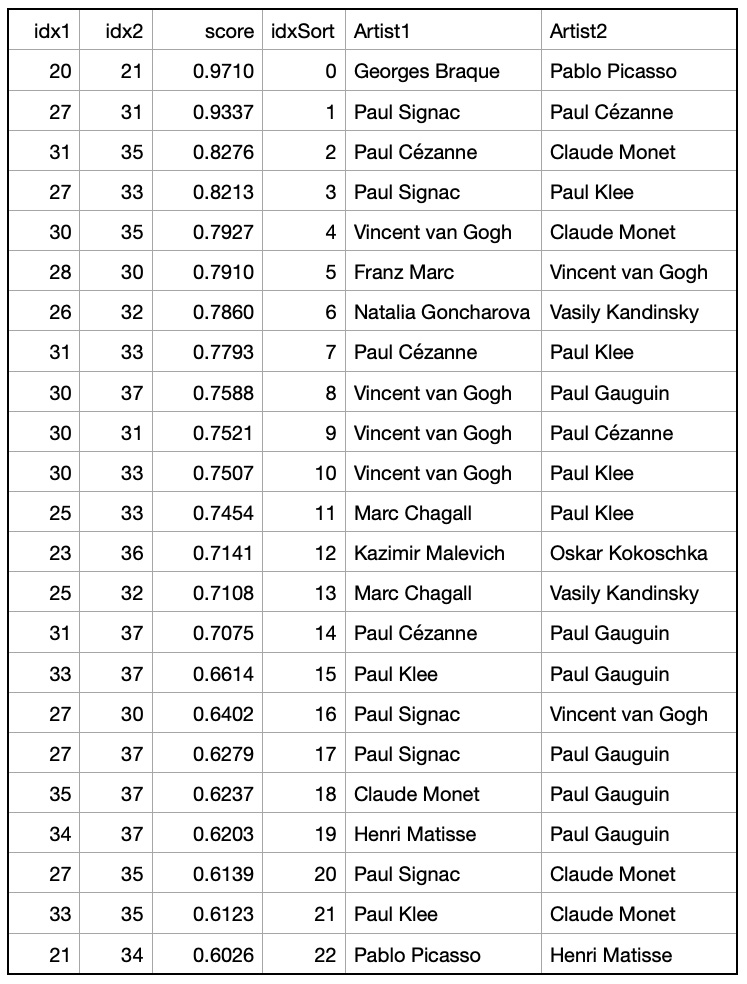 idx1 idx2 score idxSort Artist1 Artist2
20 21 0.9710 0 Georges Braque Pablo Picasso
27 31 0.9337 1 Paul Signac Paul Cézanne
31 35 0.8276 2 Paul Cézanne Claude Monet
27 33 0.8213 3 Paul Signac Paul Klee
30 35 0.7927 4 Vincent van Gogh Claude Monet
28 30 0.7910 5 Franz Marc Vincent van Gogh
26 32 0.7860 6 Natalia Goncharova Vasily Kandinsky
31 33 0.7793 7 Paul Cézanne Paul Klee
30 37 0.7588 8 Vincent van Gogh Paul Gauguin
30 31 0.7521 9 Vincent van Gogh Paul Cézanne
30 33 0.7507 10 Vincent van Gogh Paul Klee
25 33 0.7454 11 Marc Chagall Paul Klee
23 36 0.7141 12 Kazimir Malevich Oskar Kokoschka
25 32 0.7108 13 Marc Chagall Vasily Kandinsky
31 37 0.7075 14 Paul Cézanne Paul Gauguin
33 37 0.6614 15 Paul Klee Paul Gauguin
27 30 0.6402 16 Paul Signac Vincent van Gogh
27 37 0.6279 17 Paul Signac Paul Gauguin
35 37 0.6237 18 Claude Monet Paul Gauguin
34 37 0.6203 19 Henri Matisse Paul Gauguin
27 35 0.6139 20 Paul Signac Claude Monet
33 35 0.6123 21 Paul Klee Claude Monet
21 34 0.6026 22 Pablo Picasso Henri Matisse